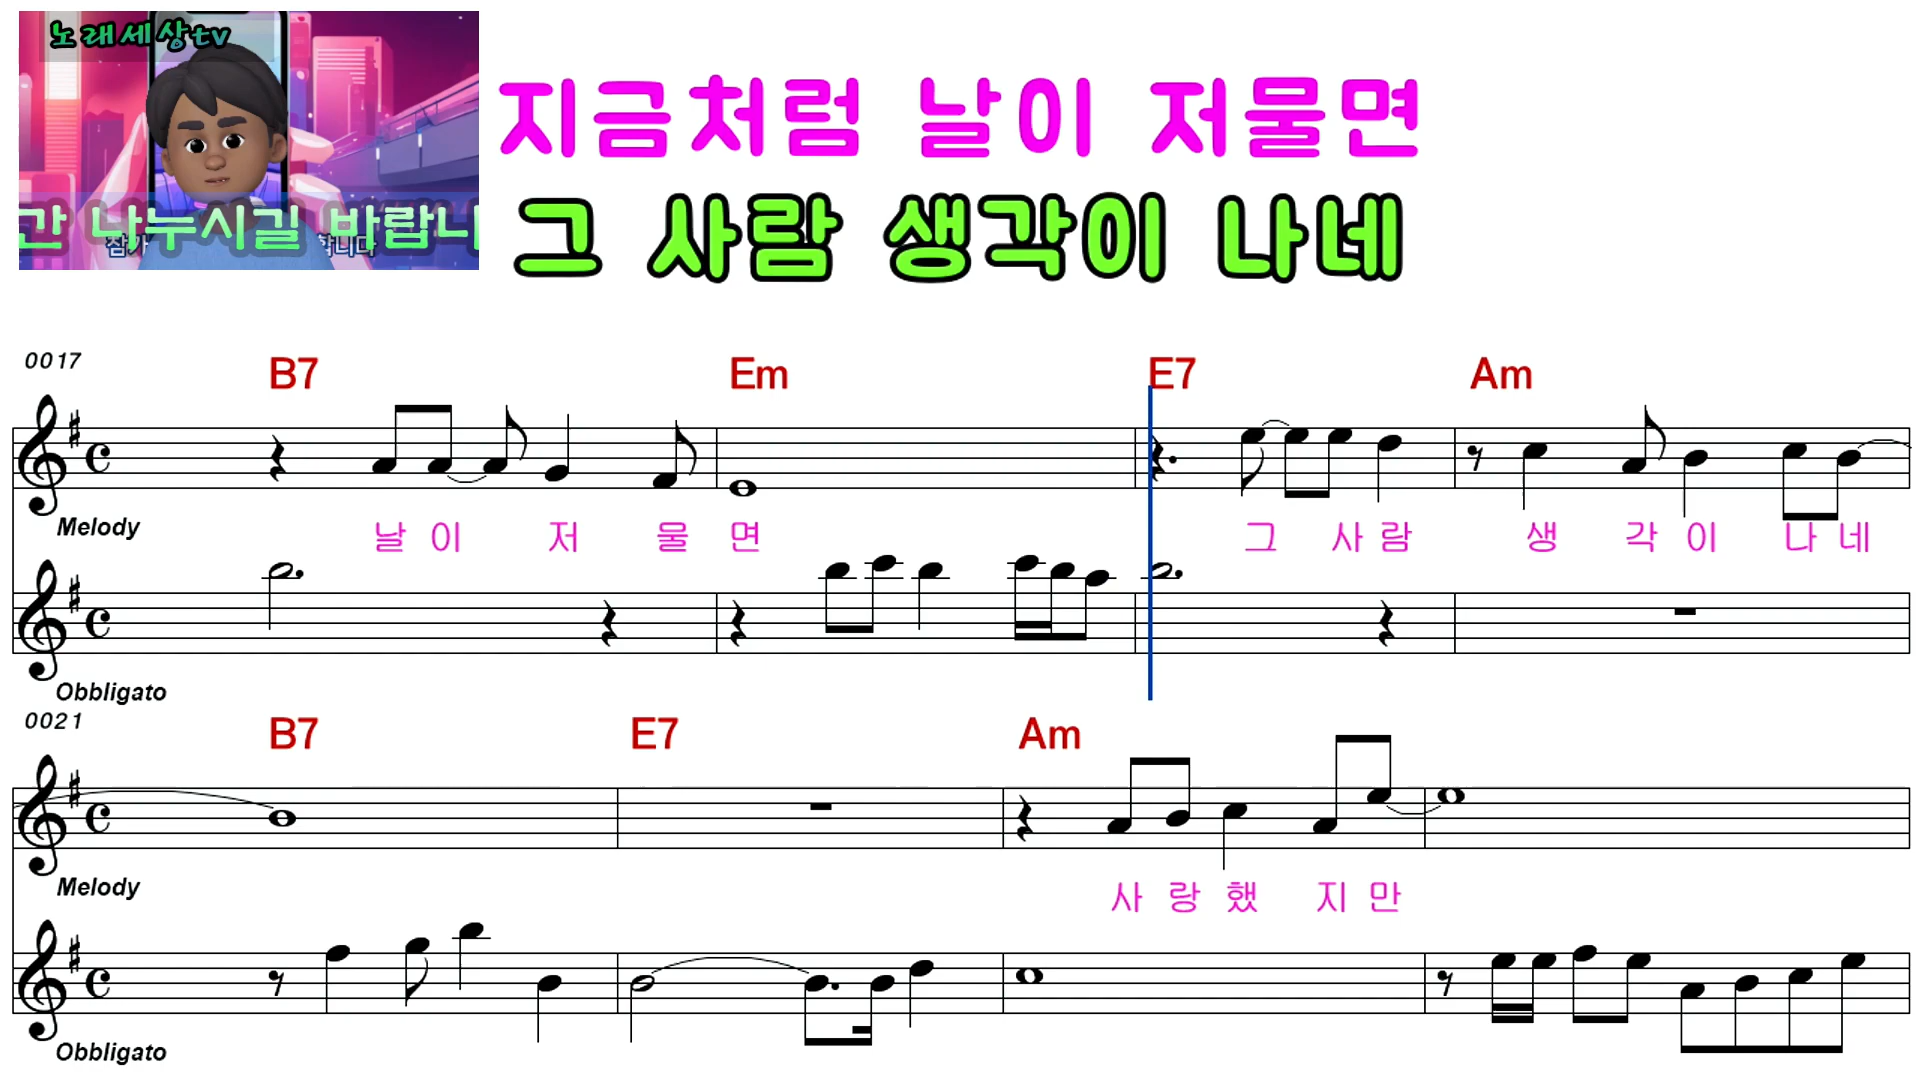 노래세상tv
간 나누시길 바랍니
지금처럼 날이 저물면
그 사람 생각이 나네
0017
B7 Em E7 Am
Melody
날 이 저 물 면 그 사 람 생 각 이 나 네
Obbligato
0021
B7 E7 Am
Melody
사 랑 했 지 만
Obbligato